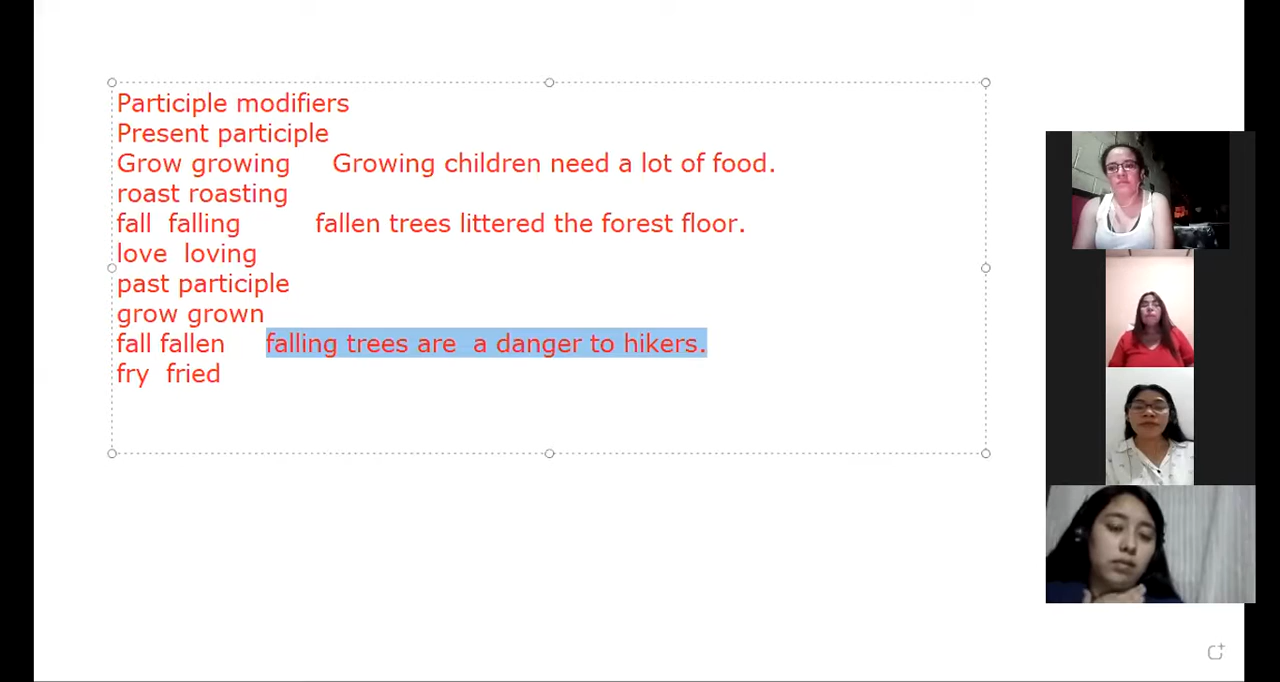 Participle modifiers
Present participle
Grow growing Growing children need a lot of food.
roast roasting
fall falling fallen trees littered the forest floor.
love loving
past participle
grow grown
fall fallen falling trees are a danger to hikers.
fry fried